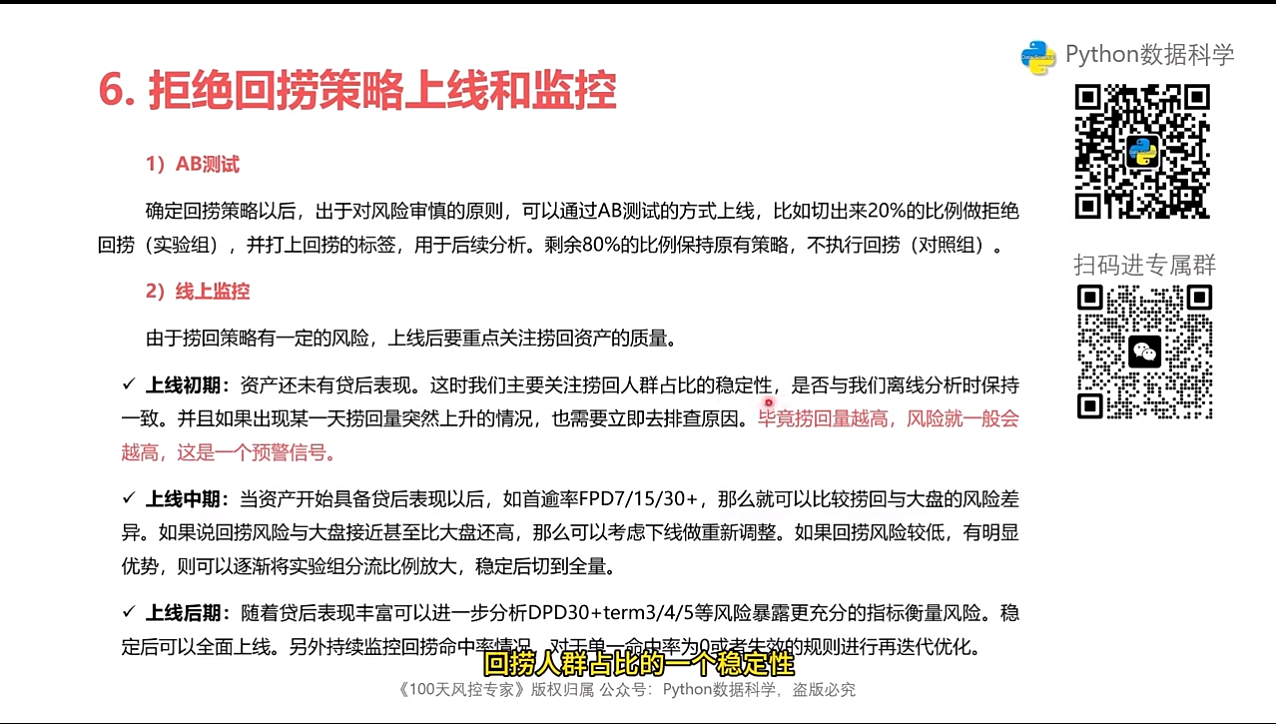 Python数据科学
6. 拒绝回捞策略上线和监控
1）AB测试
确定回捞策略以后，出于对风险审慎的原则，可以通过AB测试的方式上线，比如切出来20%的比例做拒绝
回捞（实验组），并打上回捞的标签，用于后续分析。剩余80%的比例保持原有策略，不执行回捞（对照组）。
扫码进专属群
2）线上监控
由于捞回策略有一定的风险，上线后要重点关注捞回资产的质量。
✓ 上线初期：资产还未有贷后表现。这时我们主要关注捞回人群占比的稳定性，是否与我们离线分析时保持
一致。并且如果出现某一天捞回量突然上升的情况，也需要立即去排查原因。毕竟捞回量越高，风险就一般会
越高，这是一个预警信号。
✓ 上线中期：当资产开始具备贷后表现以后，如首逾率FPD7/15/30+，那么就可以比较捞回与大盘的风险差
异。如果说回捞风险与大盘接近甚至比大盘还高，那么可以考虑下线做重新调整。如果回捞风险较低，有明显
优势，则可以逐渐将实验组分流比例放大，稳定后切到全量。
✓ 上线后期：随着贷后表现丰富可以进一步分析DPD30+term3/4/5等风险暴露更充分的指标衡量风险。稳
定后可以全面上线。另外持续监控回捞命中率情况，对于单一命中率为0或者失效的规则进行再迭代优化。
回捞人群占比的一个稳定性
《100天风控专家》版权归属 公众号：Python数据科学，盗版必究